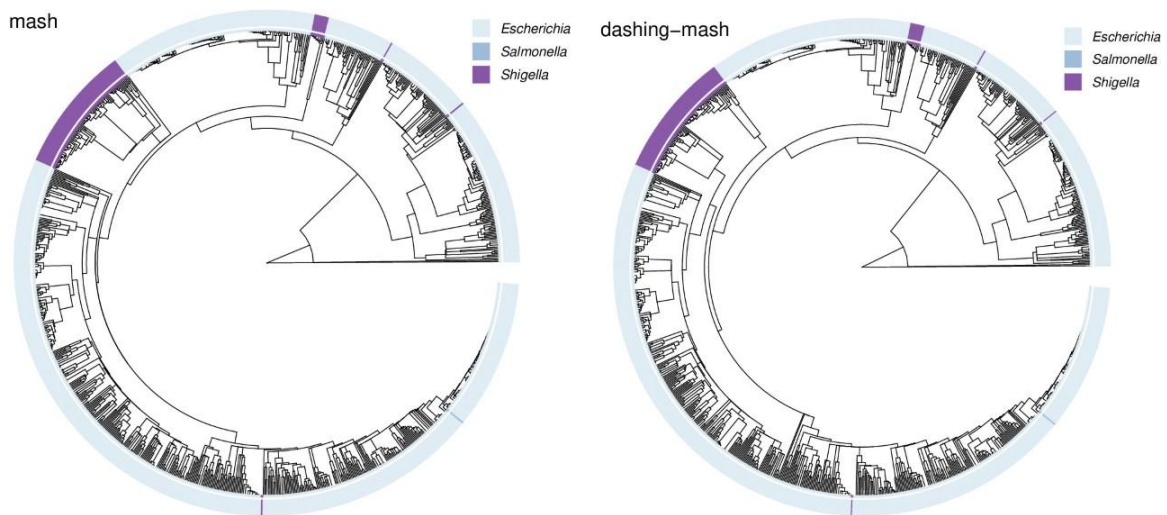 mash
Escherichia
Salmonella
Shigella
dashing-mash
Escherichia
Salmonella
Shigella